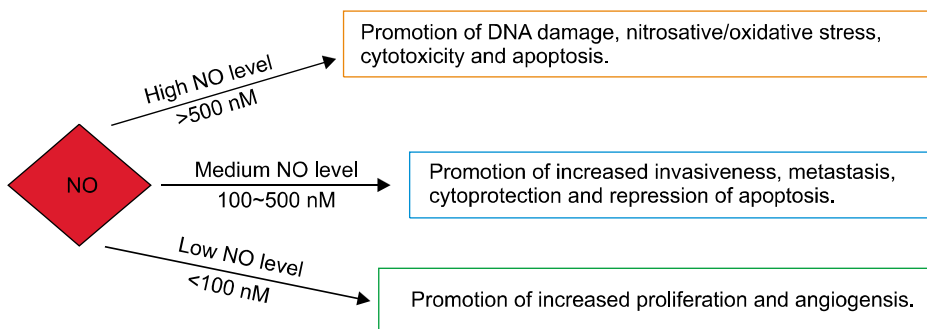 Promotion of DNA damage, nitrosative/oxidative stress,
cytotoxicity and apoptosis.
High NO level
>500 nM
NO
Medium NO level
100~500 nM
Promotion of increased invasiveness, metastasis,
cytoprotection and repression of apoptosis.
Low NO level
<100 nM
Promotion of increased proliferation and angiogensis.